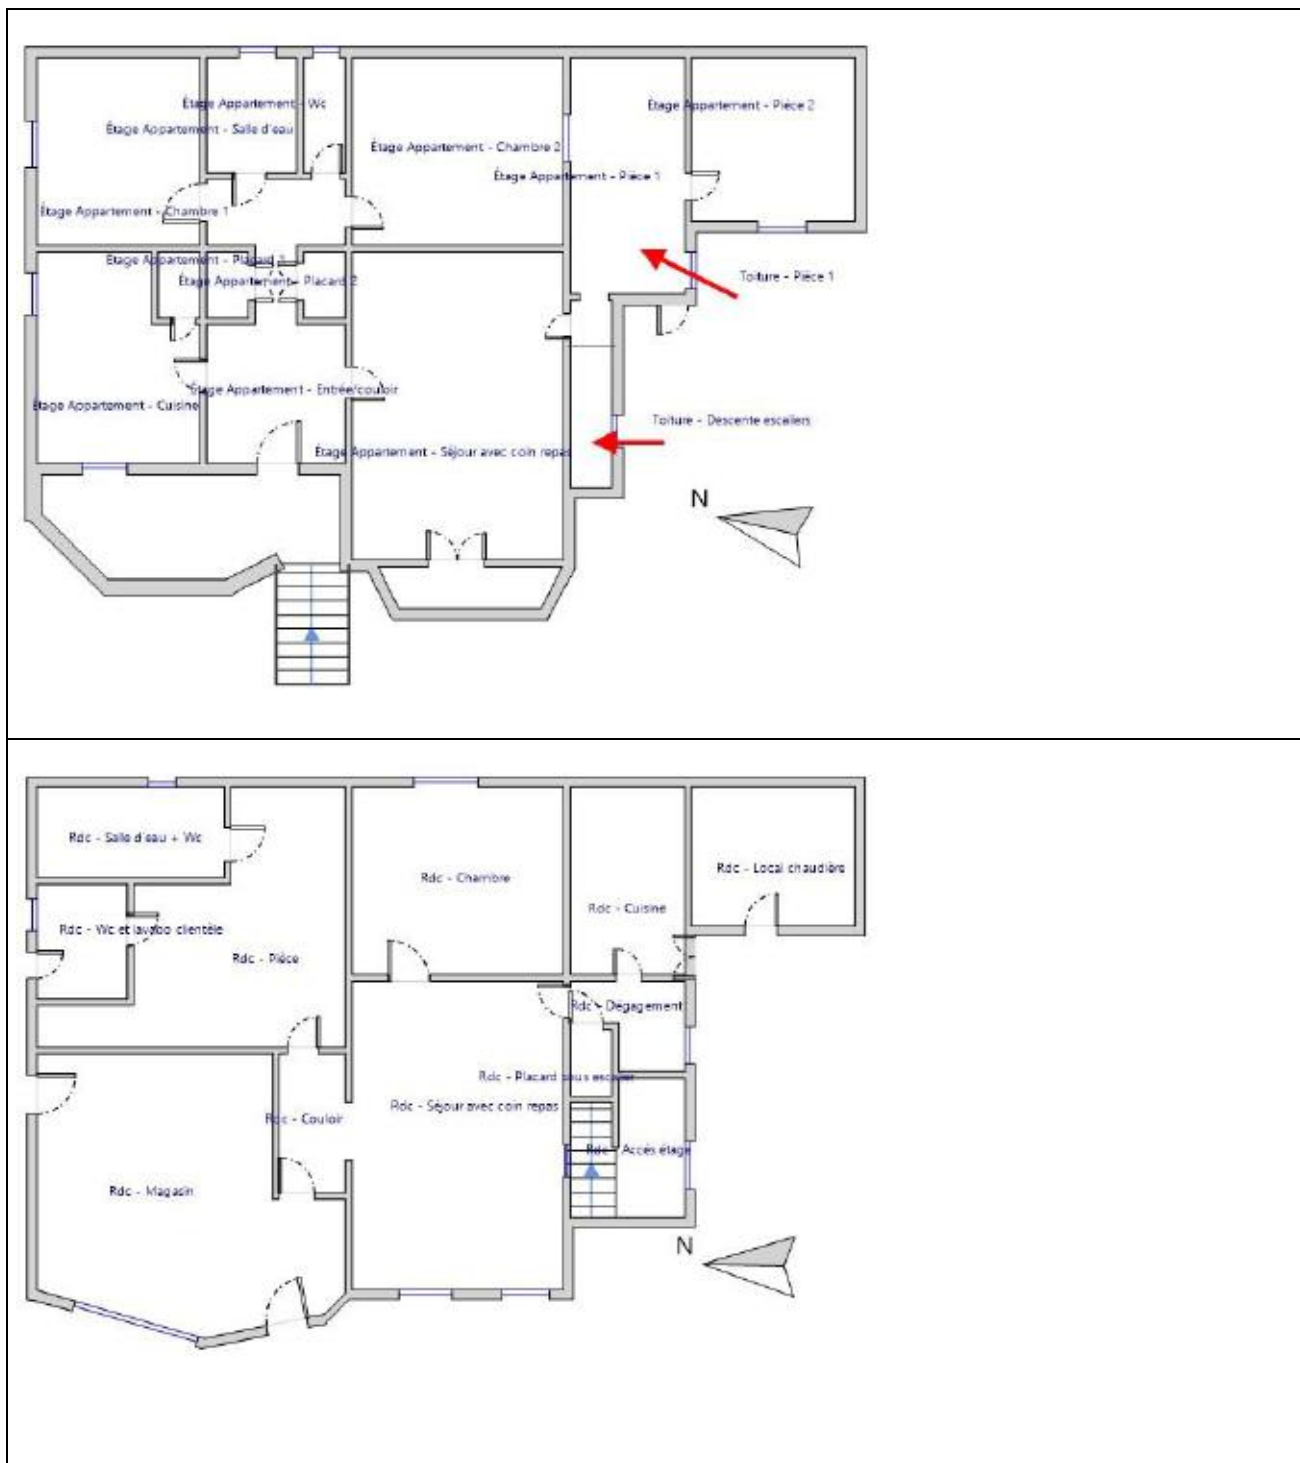 Étage Appartement - Wc
Étage Appartement - Pièce 2
Étage Appartement - Salle d'eau
Étage Appartement - Chambre 2
Étage Appartement - Pièce 1
Étage Appartement - Chambre 1
Étage Appartement - Placard 1
Étage Appartement - Placard 2
Toiture - Pièce 1
Étage Appartement - Entrée/couloir
Étage Appartement - Cuisine
Toiture - Descente escaliers
Étage Appartement - Séjour avec coin repas
N
Rdc - Salle d'eau + Wc
Rdc - Local chaudière
Rdc - Chambre
Rdc - Cuisine
Rdc - Wc et lavabo clientèle
Rdc - Pièce
Rdc - Dégagement
Rdc - Placard sous escalier
Rdc - Séjour avec coin repas
Rdc - Couloir
Rdc - Accés étage
Rdc - Magasin
N